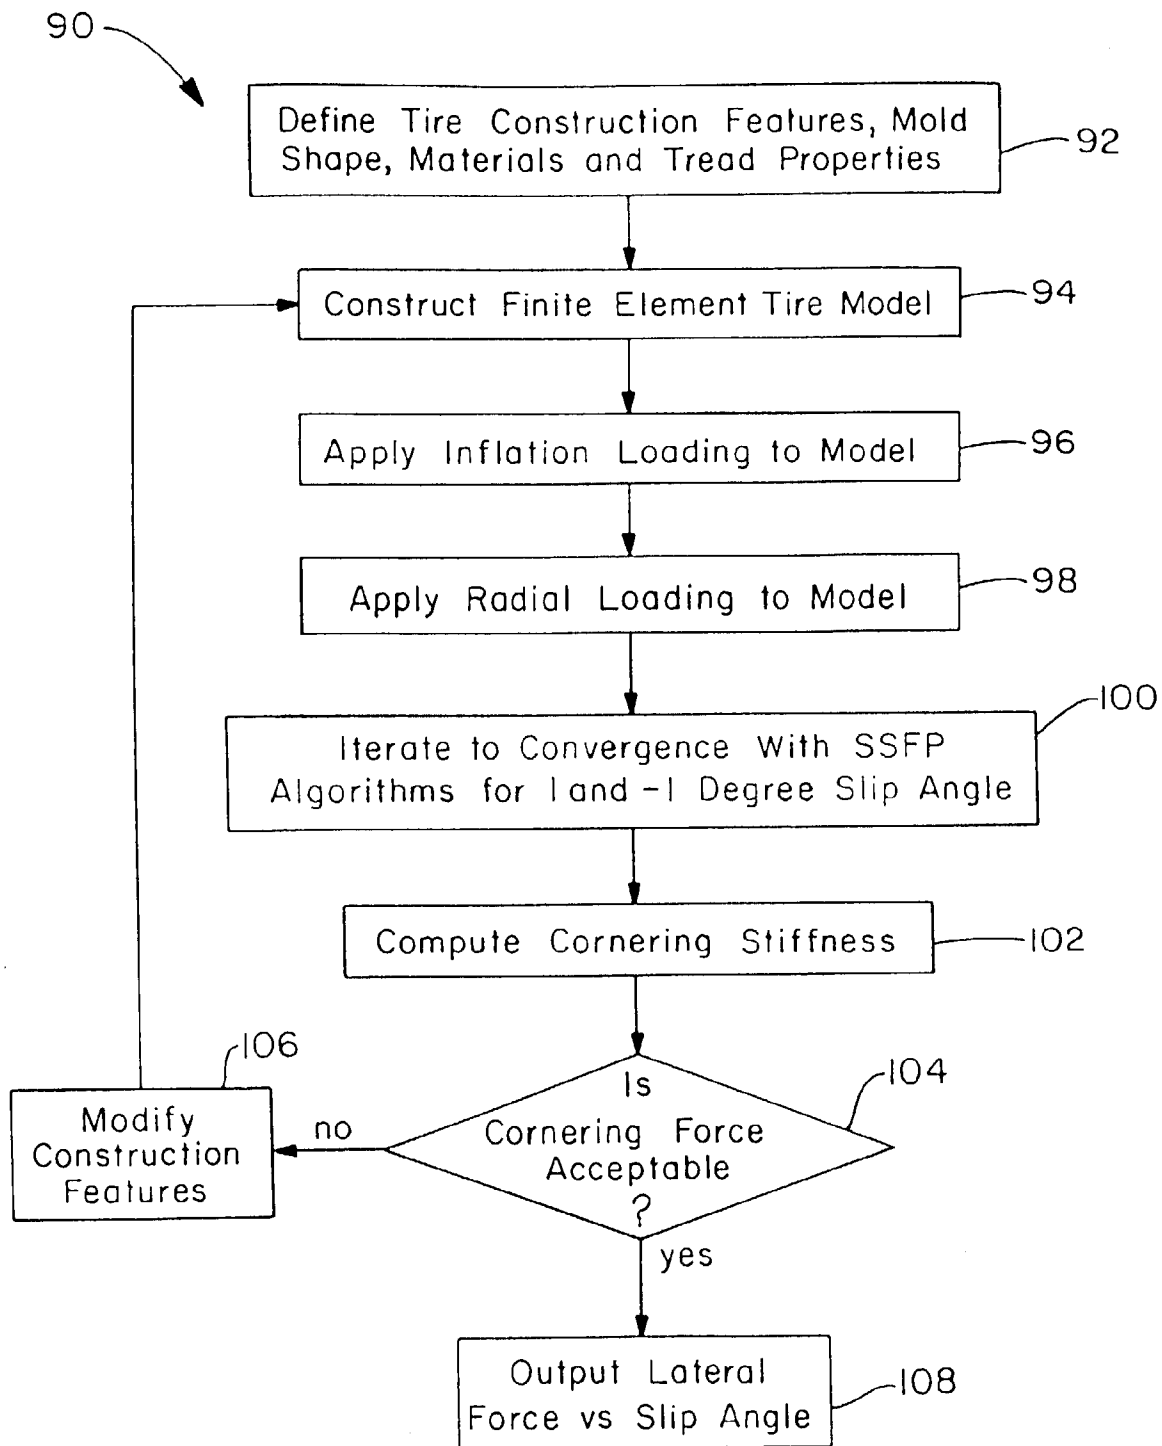 90
Define Tire Construction Features, Mold
Shape, Materials and Tread Properties
92
Construct Finite Element Tire Model
94
Apply Inflation Loading to Model
96
Apply Radial Loading to Model
98
Iterate to Convergence With SSFP
Algorithms for 1 and -1 Degree Slip Angle
100
Compute Cornering Stiffness
102
Is
Cornering Force
Acceptable
?
104
no
Modify
Construction
Features
106
yes
Output Lateral
Force vs Slip Angle
108